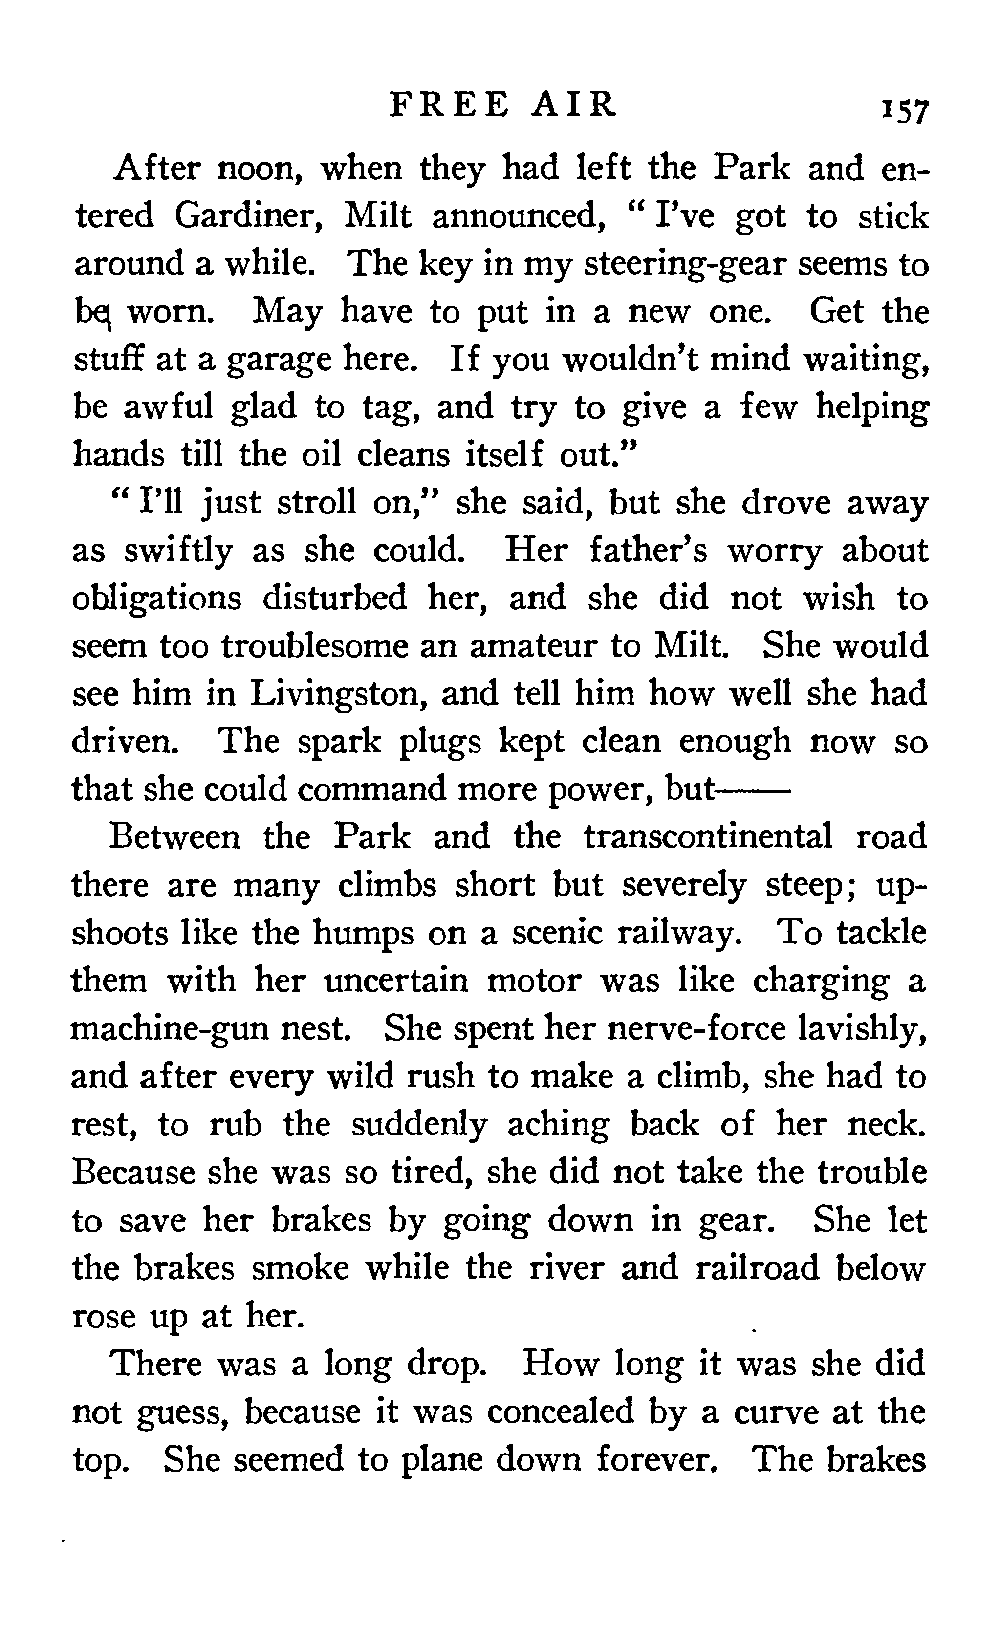 FREE AIR 157
After noon, when they had left the Park and en-
tered Gardiner, Milt announced, “ I’ve got to stick
around a while. The key in my steering-gear seems to
be worn. May have to put in a new one. Get the
stuff at a garage here. If you wouldn’t mind waiting,
be awful glad to tag, and try to give a few helping
hands till the oil cleans itself out.”
“ I’ll just stroll on,” she said, but she drove away
as swiftly as she could. Her father’s worry about
obligations disturbed her, and she did not wish to
seem too troublesome an amateur to Milt. She would
see him in Livingston, and tell him how well she had
driven. The spark plugs kept clean enough now so
that she could command more power, but——
Between the Park and the transcontinental road
there are many climbs short but severely steep; up-
shoots like the humps on a scenic railway. To tackle
them with her uncertain motor was like charging a
machine-gun nest. She spent her nerve-force lavishly,
and after every wild rush to make a climb, she had to
rest, to rub the suddenly aching back of her neck.
Because she was so tired, she did not take the trouble
to save her brakes by going down in gear. She let
the brakes smoke while the river and railroad below
rose up at her.
There was a long drop. How long it was she did
not guess, because it was concealed by a curve at the
top. She seemed to plane down forever. The brakes